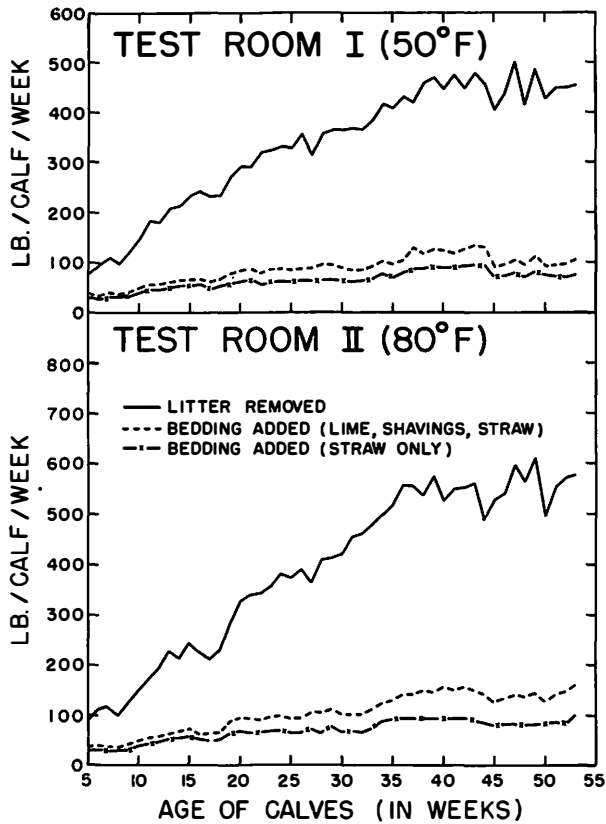 600
TEST ROOM I (50°F)
500
400
300
200
100
0
LB./CALF/WEEK
TEST ROOM II (80°F)
800
700
LITTER REMOVED
BEDDING ADDED (LIME, SHAVINGS, STRAW)
BEDDING ADDED (STRAW ONLY)
600
500
400
300
200
100
0
LB./CALF/WEEK
5 10 15 20 25 30 35 40 45 50 55
AGE OF CALVES (IN WEEKS)